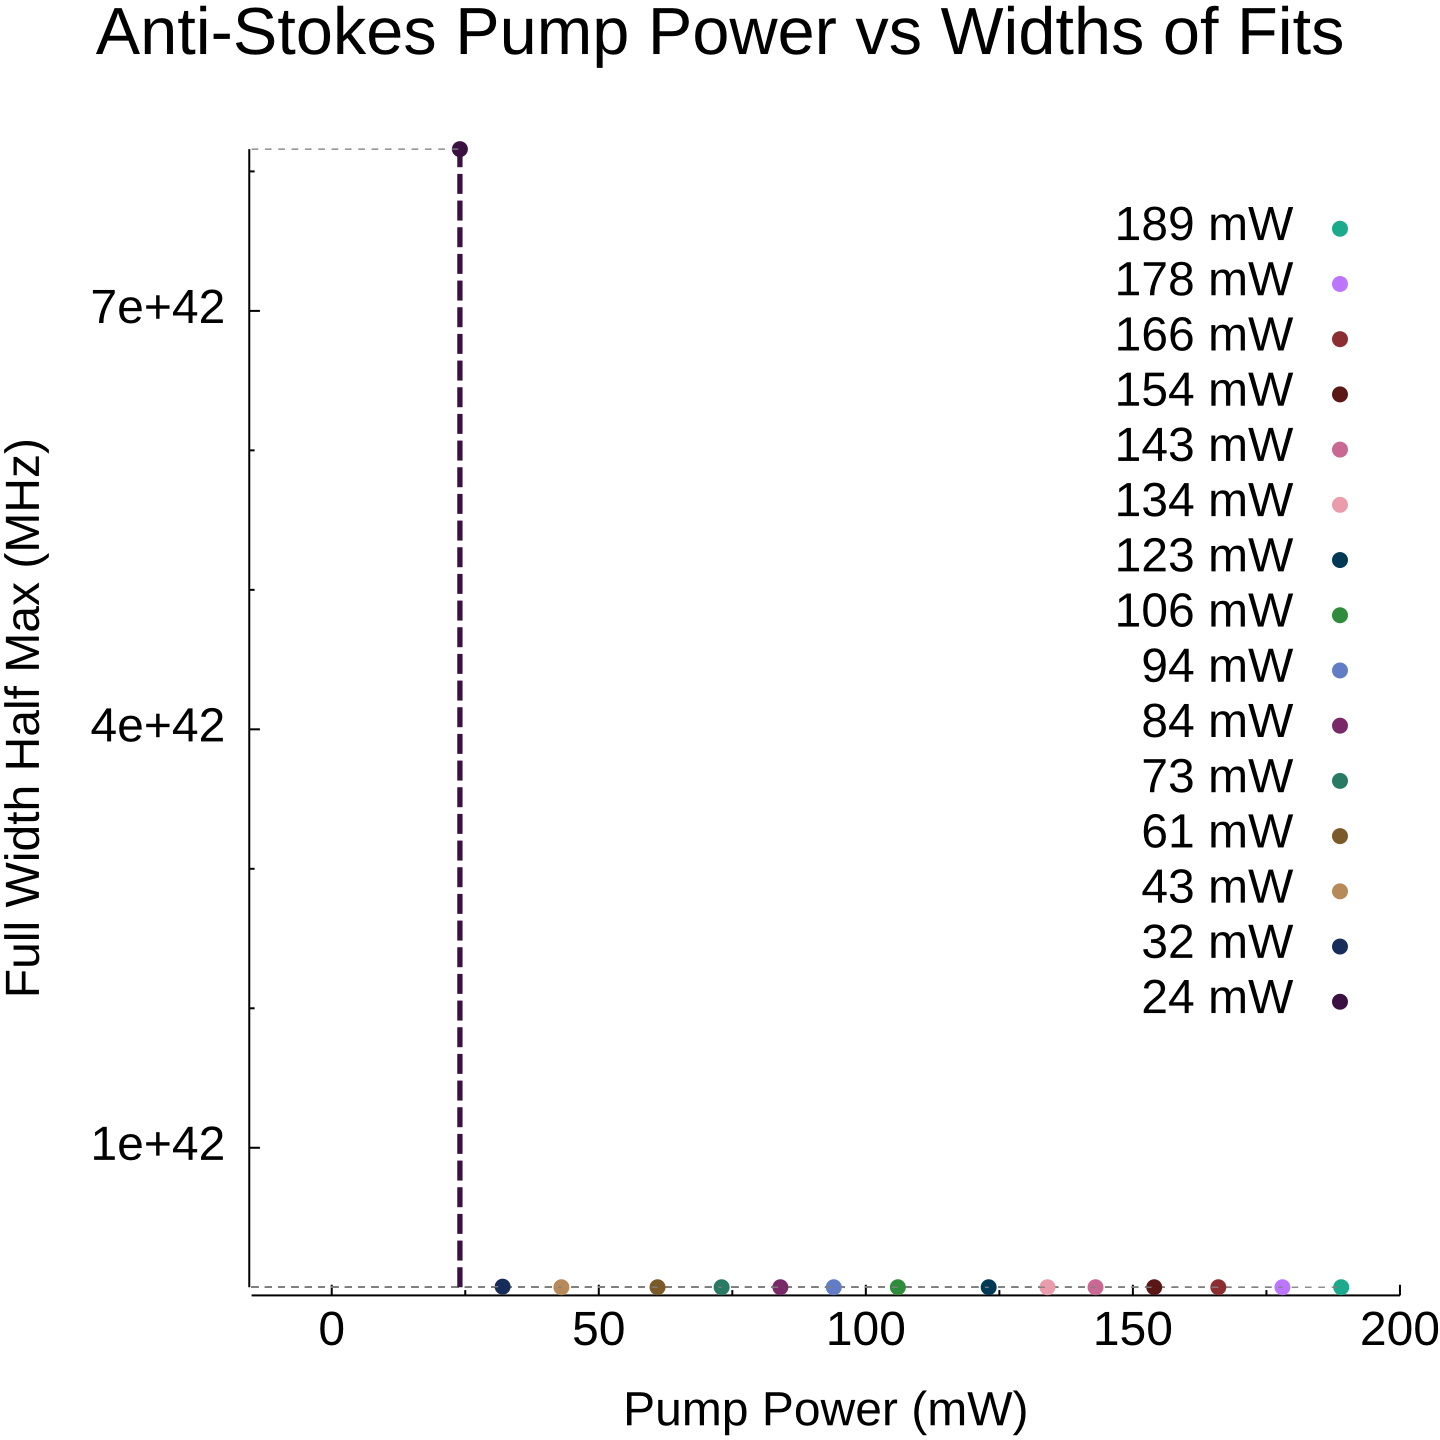 Anti-Stokes Pump Power vs Widths of Fits
Full Width Half Max (MHz)
7e+42
4e+42
1e+42
189 mW
178 mW
166 mW
154 mW
143 mW
134 mW
123 mW
106 mW
94 mW
84 mW
73 mW
61 mW
43 mW
32 mW
24 mW
0 50 100 150 200
Pump Power (mW)